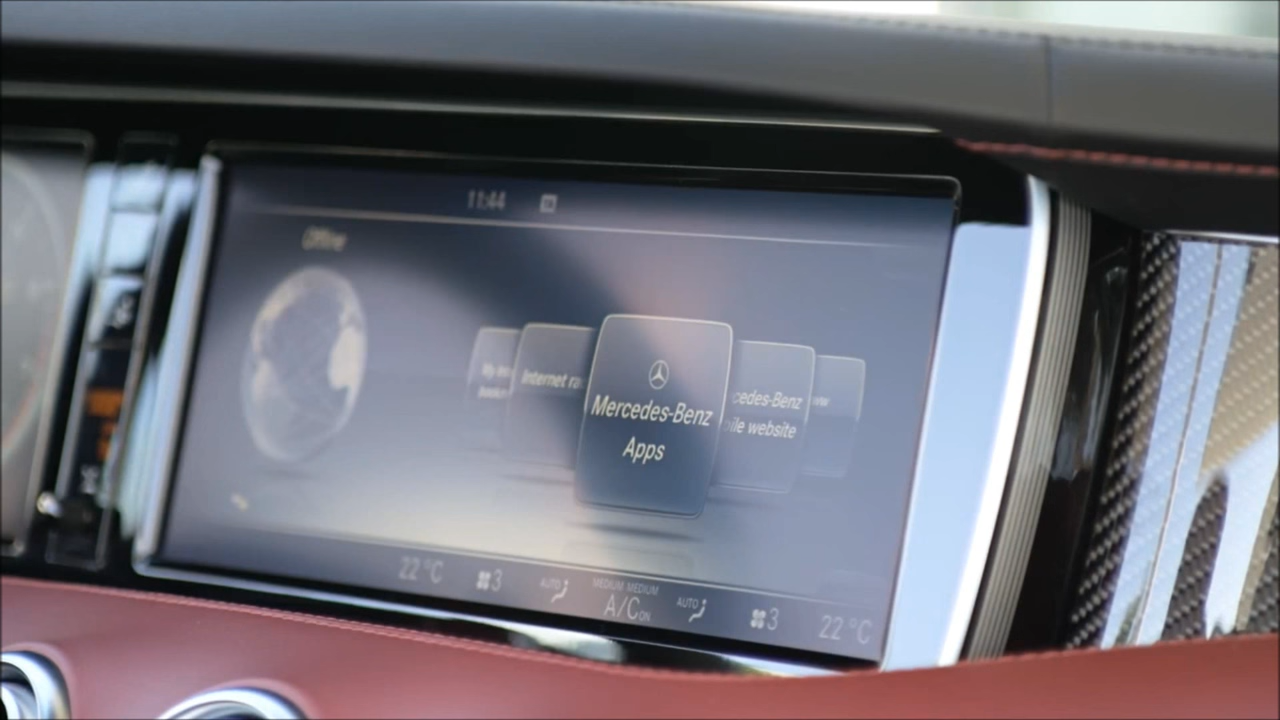 11:44
Offline
Internet ra
Mercedes-Benz
Apps
cedes-Benz
ile website
www
22 °C
3
AUTO
MEDIUM MEDIUM
A/C ON
AUTO
3
22 °C